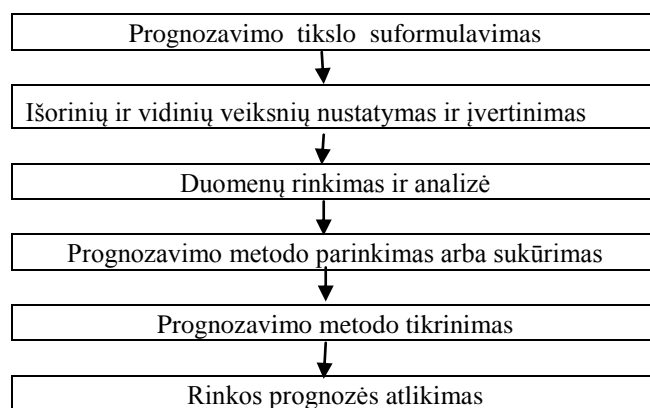 Prognozavimo tikslo suformulavimas
Išorinių ir vidinių veiksnių nustatymas ir įvertinimas
Duomenų rinkimas ir analizė
Prognozavimo metodo parinkimas arba sukūrimas
Prognozavimo metodo tikrinimas
Rinkos prognozės atlikimas